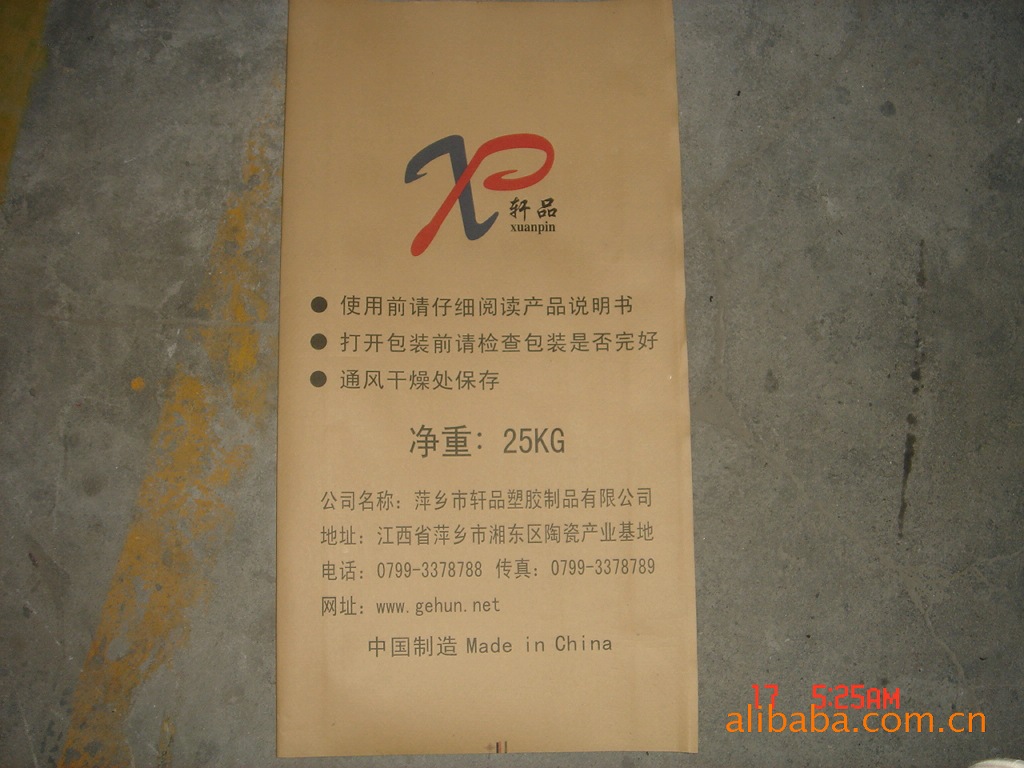 XP
轩品
xuanpin
● 使用前请仔细阅读产品说明书
● 打开包装前请检查包装是否完好
● 通风干燥处保存
净重：25KG
公司名称：萍乡市轩品塑胶制品有限公司
地址：江西省萍乡市湘东区陶瓷产业基地
电话：0799-3378788 传真：0799-3378789
网址：www.gehun.net
中国制造 Made in China
17 5:25AM
alibaba.com.cn